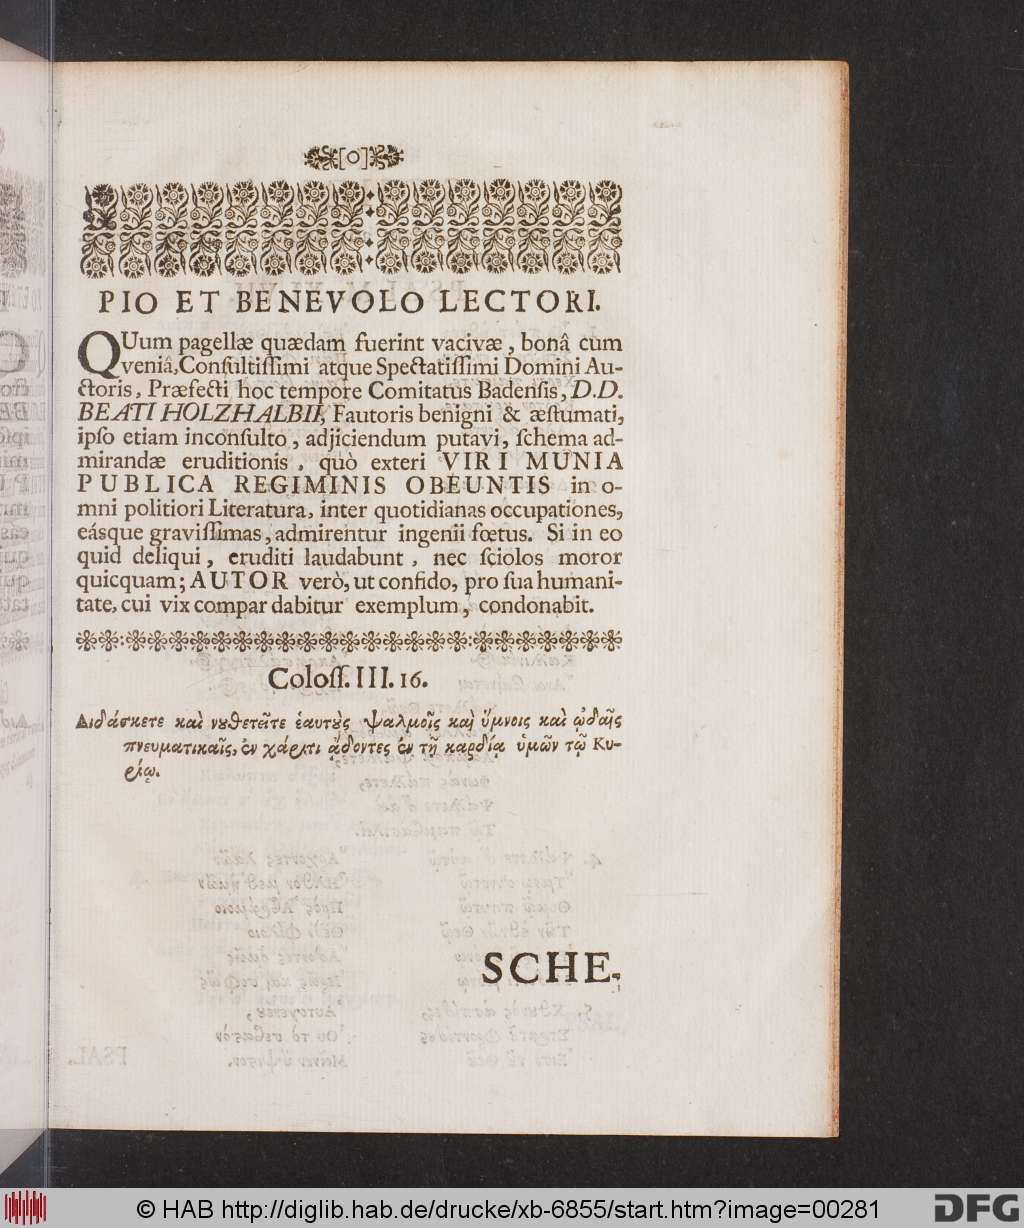 [O]
PIO ET BENEVOLO LECTORI.
QUum pagellæ quædam fuerint vacivæ, bonâ cum
veniâ, Conſultiſſimi atque Spectatiſſimi Domini Au-
ctoris, Præfecti hoc tempore Comitatus Badenſis, D.D.
BEATI HOLZHALBII, Fautoris benigni & æſtumati,
ipſo etiam inconſulto, adjiciendum putavi, ſchema ad-
mirandæ eruditionis, quò exteri VIRI MUNIA
PUBLICA REGIMINIS OBEUNTIS in o-
mni politiori Literatura, inter quotidianas occupationes,
eásque graviſſimas, admirentur ingenii fœtus. Si in eo
quid deliqui, eruditi laudabunt, nec ſciolos moror
quicquam; AUTOR verò, ut confido, pro ſua humani-
tate, cui vix compar dabitur exemplum, condonabit.
Coloſſ. III. 16.
Διδάσκετε καὶ νȣθετεῖτε ἑαυτȣ̀ς ψαλμοῖς καὶ ὕμνοις καὶ ᾠδαῖς
πνευματικαῖς, ἐν χάριτι ᾄδοντες ἐν τῇ καρδίᾳ ὑμῶν τῷ Κυ-
ρίῳ.
SCHE-
© HAB http://diglib.hab.de/drucke/xb-6855/start.htm?image=00281
DFG